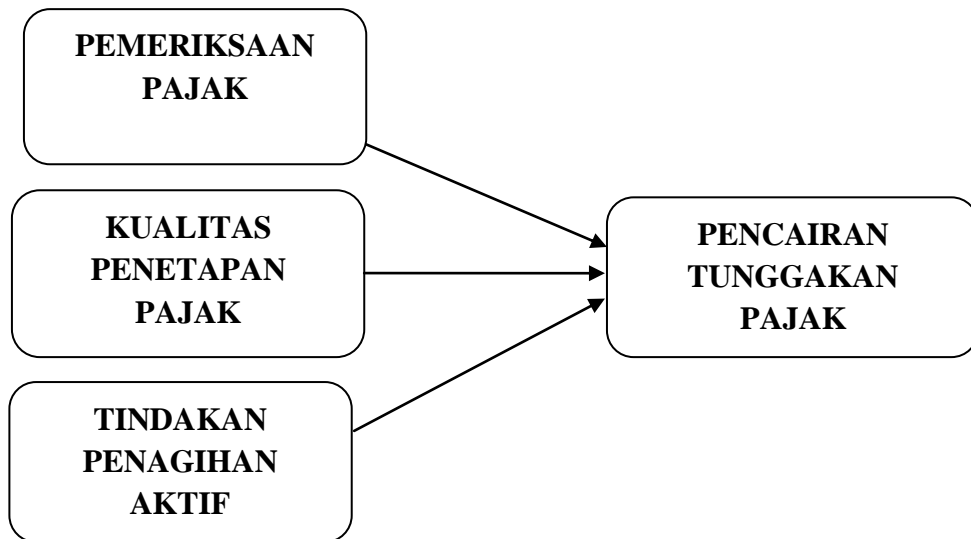 PEMERIKSAAN
PAJAK
KUALITAS
PENETAPAN
PAJAK
TINDAKAN
PENAGIHAN
AKTIF
PENCAIRAN
TUNGGAKAN
PAJAK